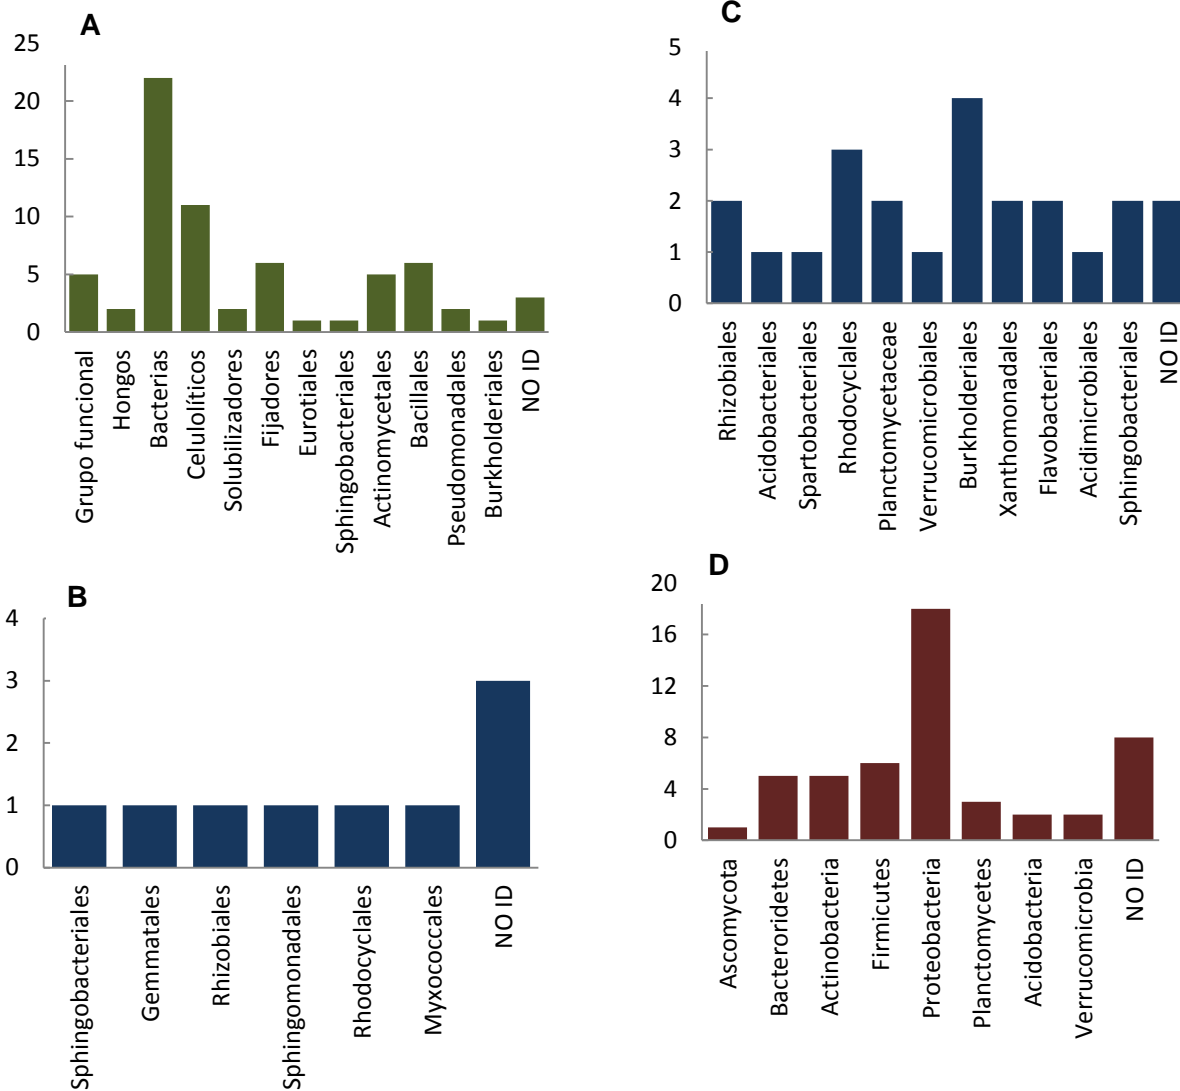 A
25
20
15
10
5
0
Grupo funcional
Hongos
Bacterias
Celulolíticos
Solubilizadores
Fijadores
Eurotiales
Sphingobacteriales
Actinomycetales
Bacillales
Pseudomonadales
Burkholderiales
NO ID
C
5
4
3
2
1
0
Rhizobiales
Acidobacteriales
Spartobacteriales
Rhodocyclales
Planctomycetaceae
Verrucomicrobiales
Burkholderiales
Xanthomonadales
Flavobacteriales
Acidimicrobiales
Sphingobacteriales
NO ID
B
4
3
2
1
0
Sphingobacteriales
Gemmatales
Rhizobiales
Sphingomonadales
Rhodocyclales
Myxococcales
NO ID
D
20
16
12
8
4
0
Ascomycota
Bacteroridetes
Actinobacteria
Firmicutes
Proteobacteria
Planctomycetes
Acidobacteria
Verrucomicrobia
NO ID